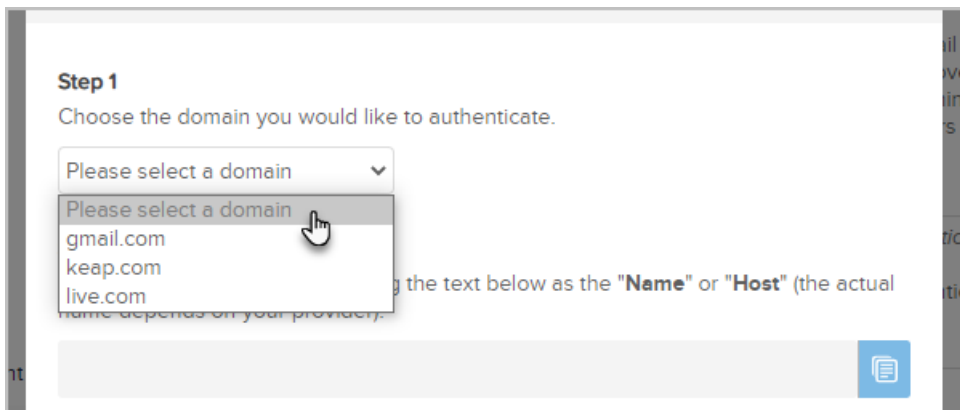 Step 1
Choose the domain you would like to authenticate.
Please select a domain
Please select a domain
gmail.com
keap.com
live.com
the text below as the "Name" or "Host" (the actual
name depends on your provider).